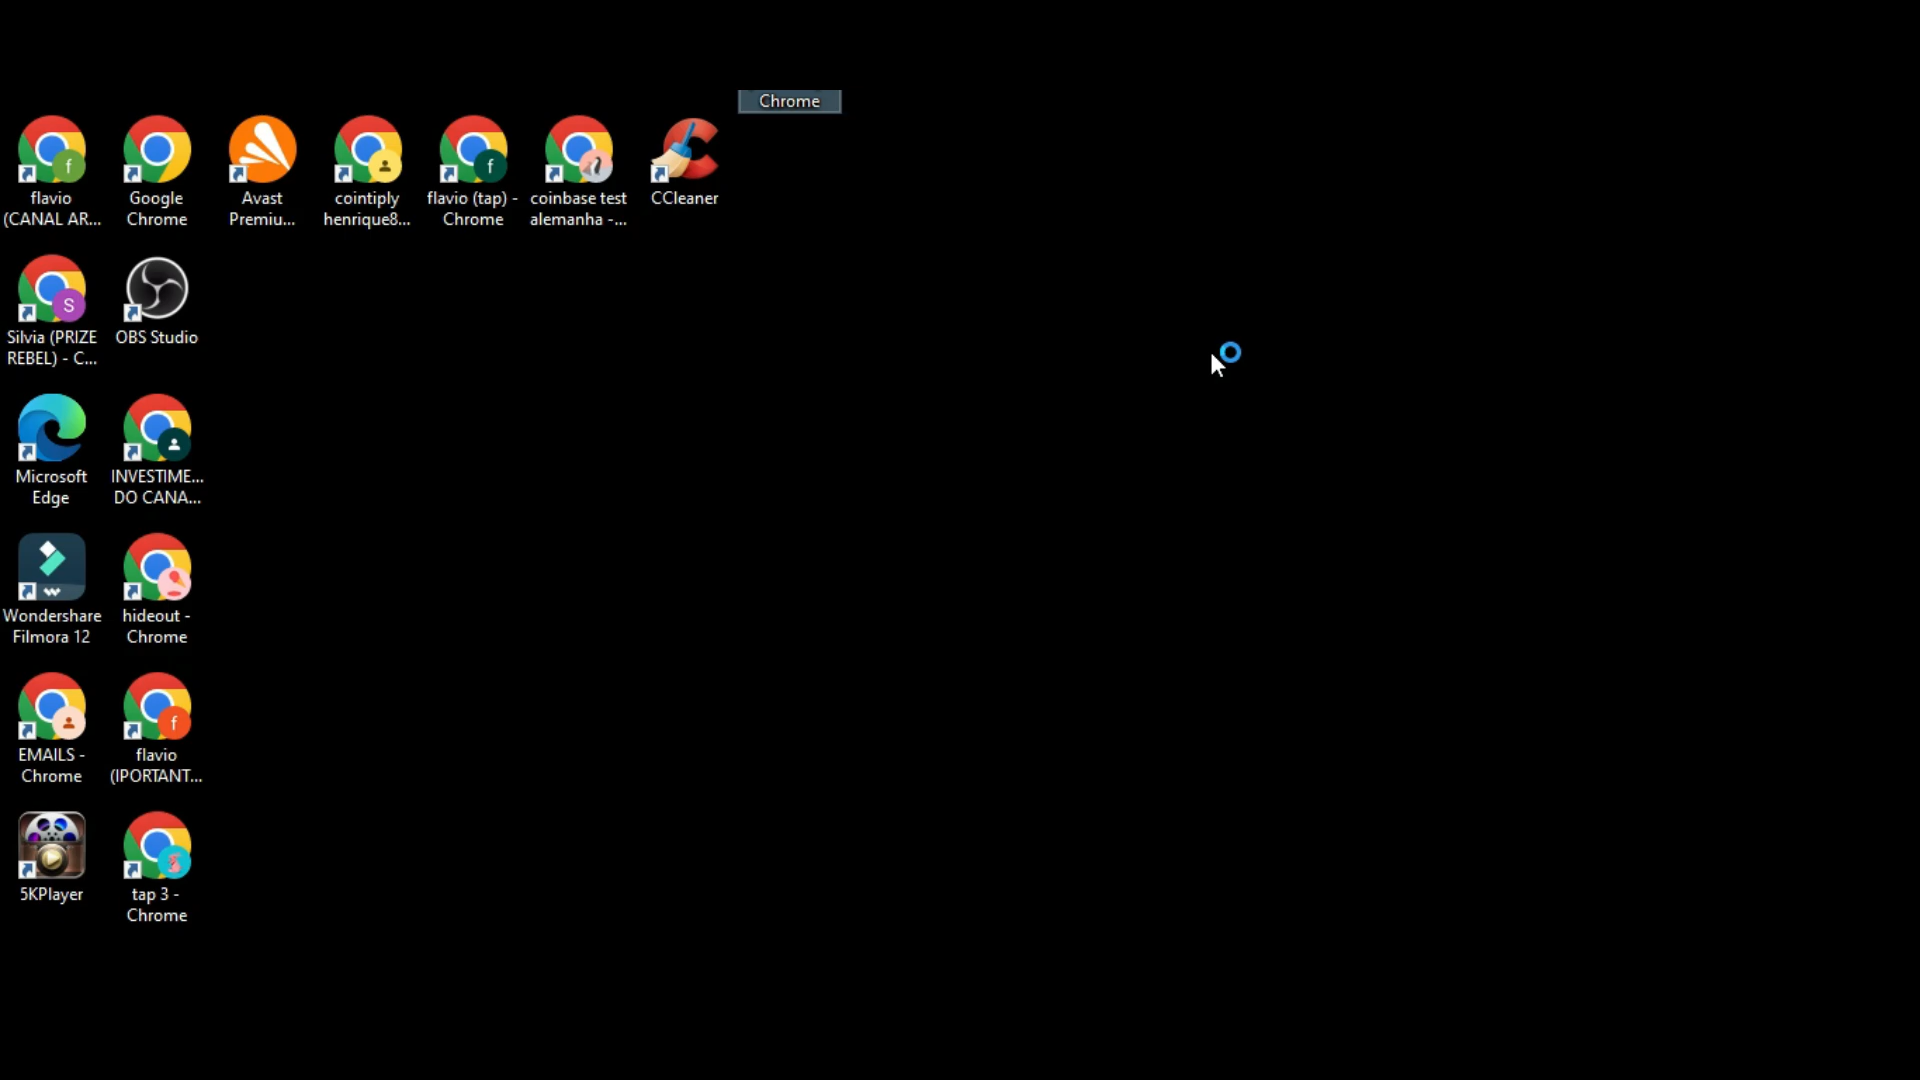 Chrome
flavio
(CANAL AR...
Google
Chrome
Avast
Premiu...
cointiply
henrique8...
flavio (tap) -
Chrome
coinbase test
alemanha -...
CCleaner
Silvia (PRIZE
REBEL) - C...
OBS Studio
Microsoft
Edge
INVESTIME...
DO CANA...
Wondershare
Filmora 12
hideout -
Chrome
EMAILS -
Chrome
flavio
(IPORTANT...
5KPlayer
tap 3 -
Chrome